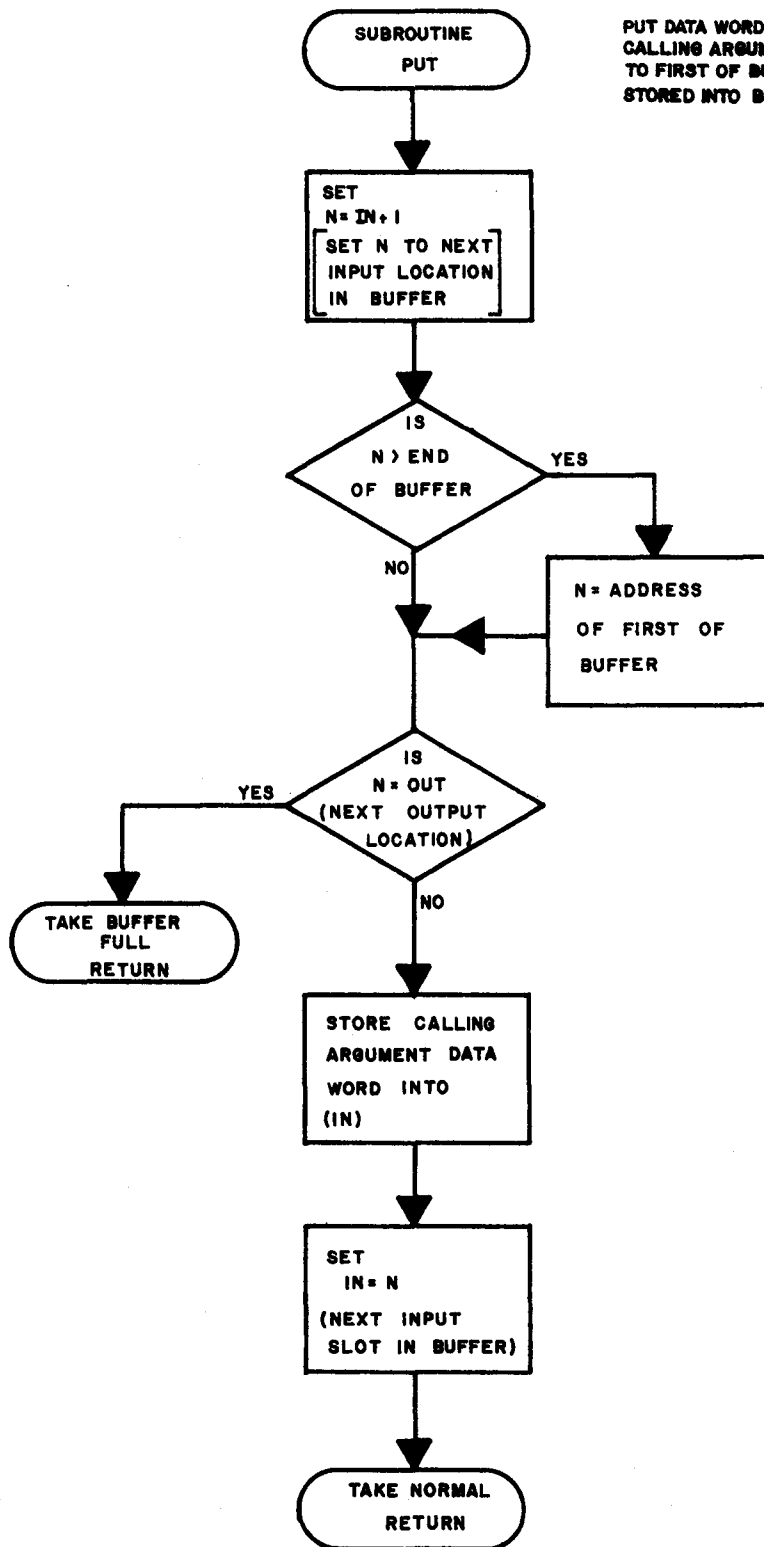 SUBROUTINE
PUT
PUT DATA WORD
CALLING
TO FIRST OF
STORED INTO
SET
N = IN + 1
[SET N TO NEXT
INPUT LOCATION
IN BUFFER]
IS
N > END
OF BUFFER
YES
NO
N = ADDRESS
OF FIRST OF
BUFFER
IS
N = OUT
(NEXT OUTPUT
LOCATION)
YES
NO
TAKE BUFFER
FULL
RETURN
STORE CALLING
ARGUMENT DATA
WORD INTO
(IN)
SET
IN = N
(NEXT INPUT
SLOT IN BUFFER)
TAKE NORMAL
RETURN